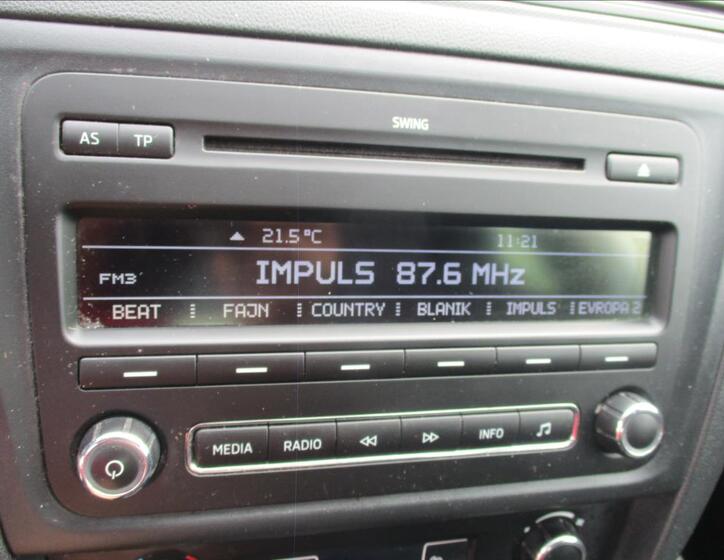 SWING
AS TP
21.5°C 11:21
FM3 IMPULS 87.6 MHz
BEAT FAJN COUNTRY BLANIK IMPULS EVROPA 2
MEDIA RADIO INFO